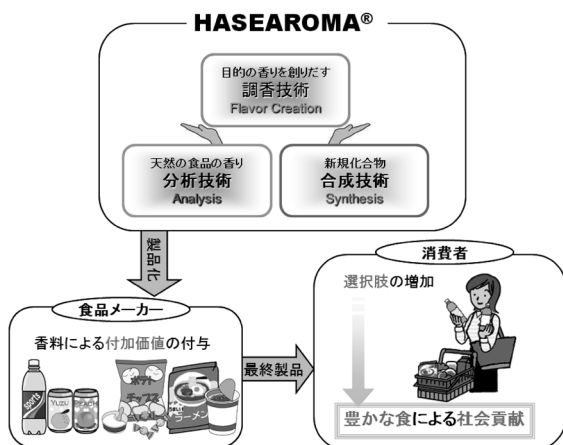 HASEAROMA®
目的の香りを創りだす
調香技術
Flavor Creation
天然の食品の香り
分析技術
Analysis
新規化合物
合成技術
Synthesis
製品化
食品メーカー
香料による付加価値の付与
sports
YUZU
PEACH
ポテト
チップス
ラーメン
最終製品
消費者
選択肢の増加
豊かな食による社会貢献